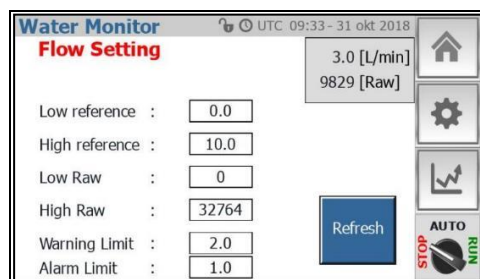 Water Monitor UTC 09:33 - 31 okt 2018
Flow Setting
3.0 [L/min]
9829 [Raw]
Low reference : 0.0
High reference : 10.0
Low Raw : 0
High Raw : 32764
Warning Limit : 2.0
Alarm Limit : 1.0
Refresh
AUTO
STOP
RUN